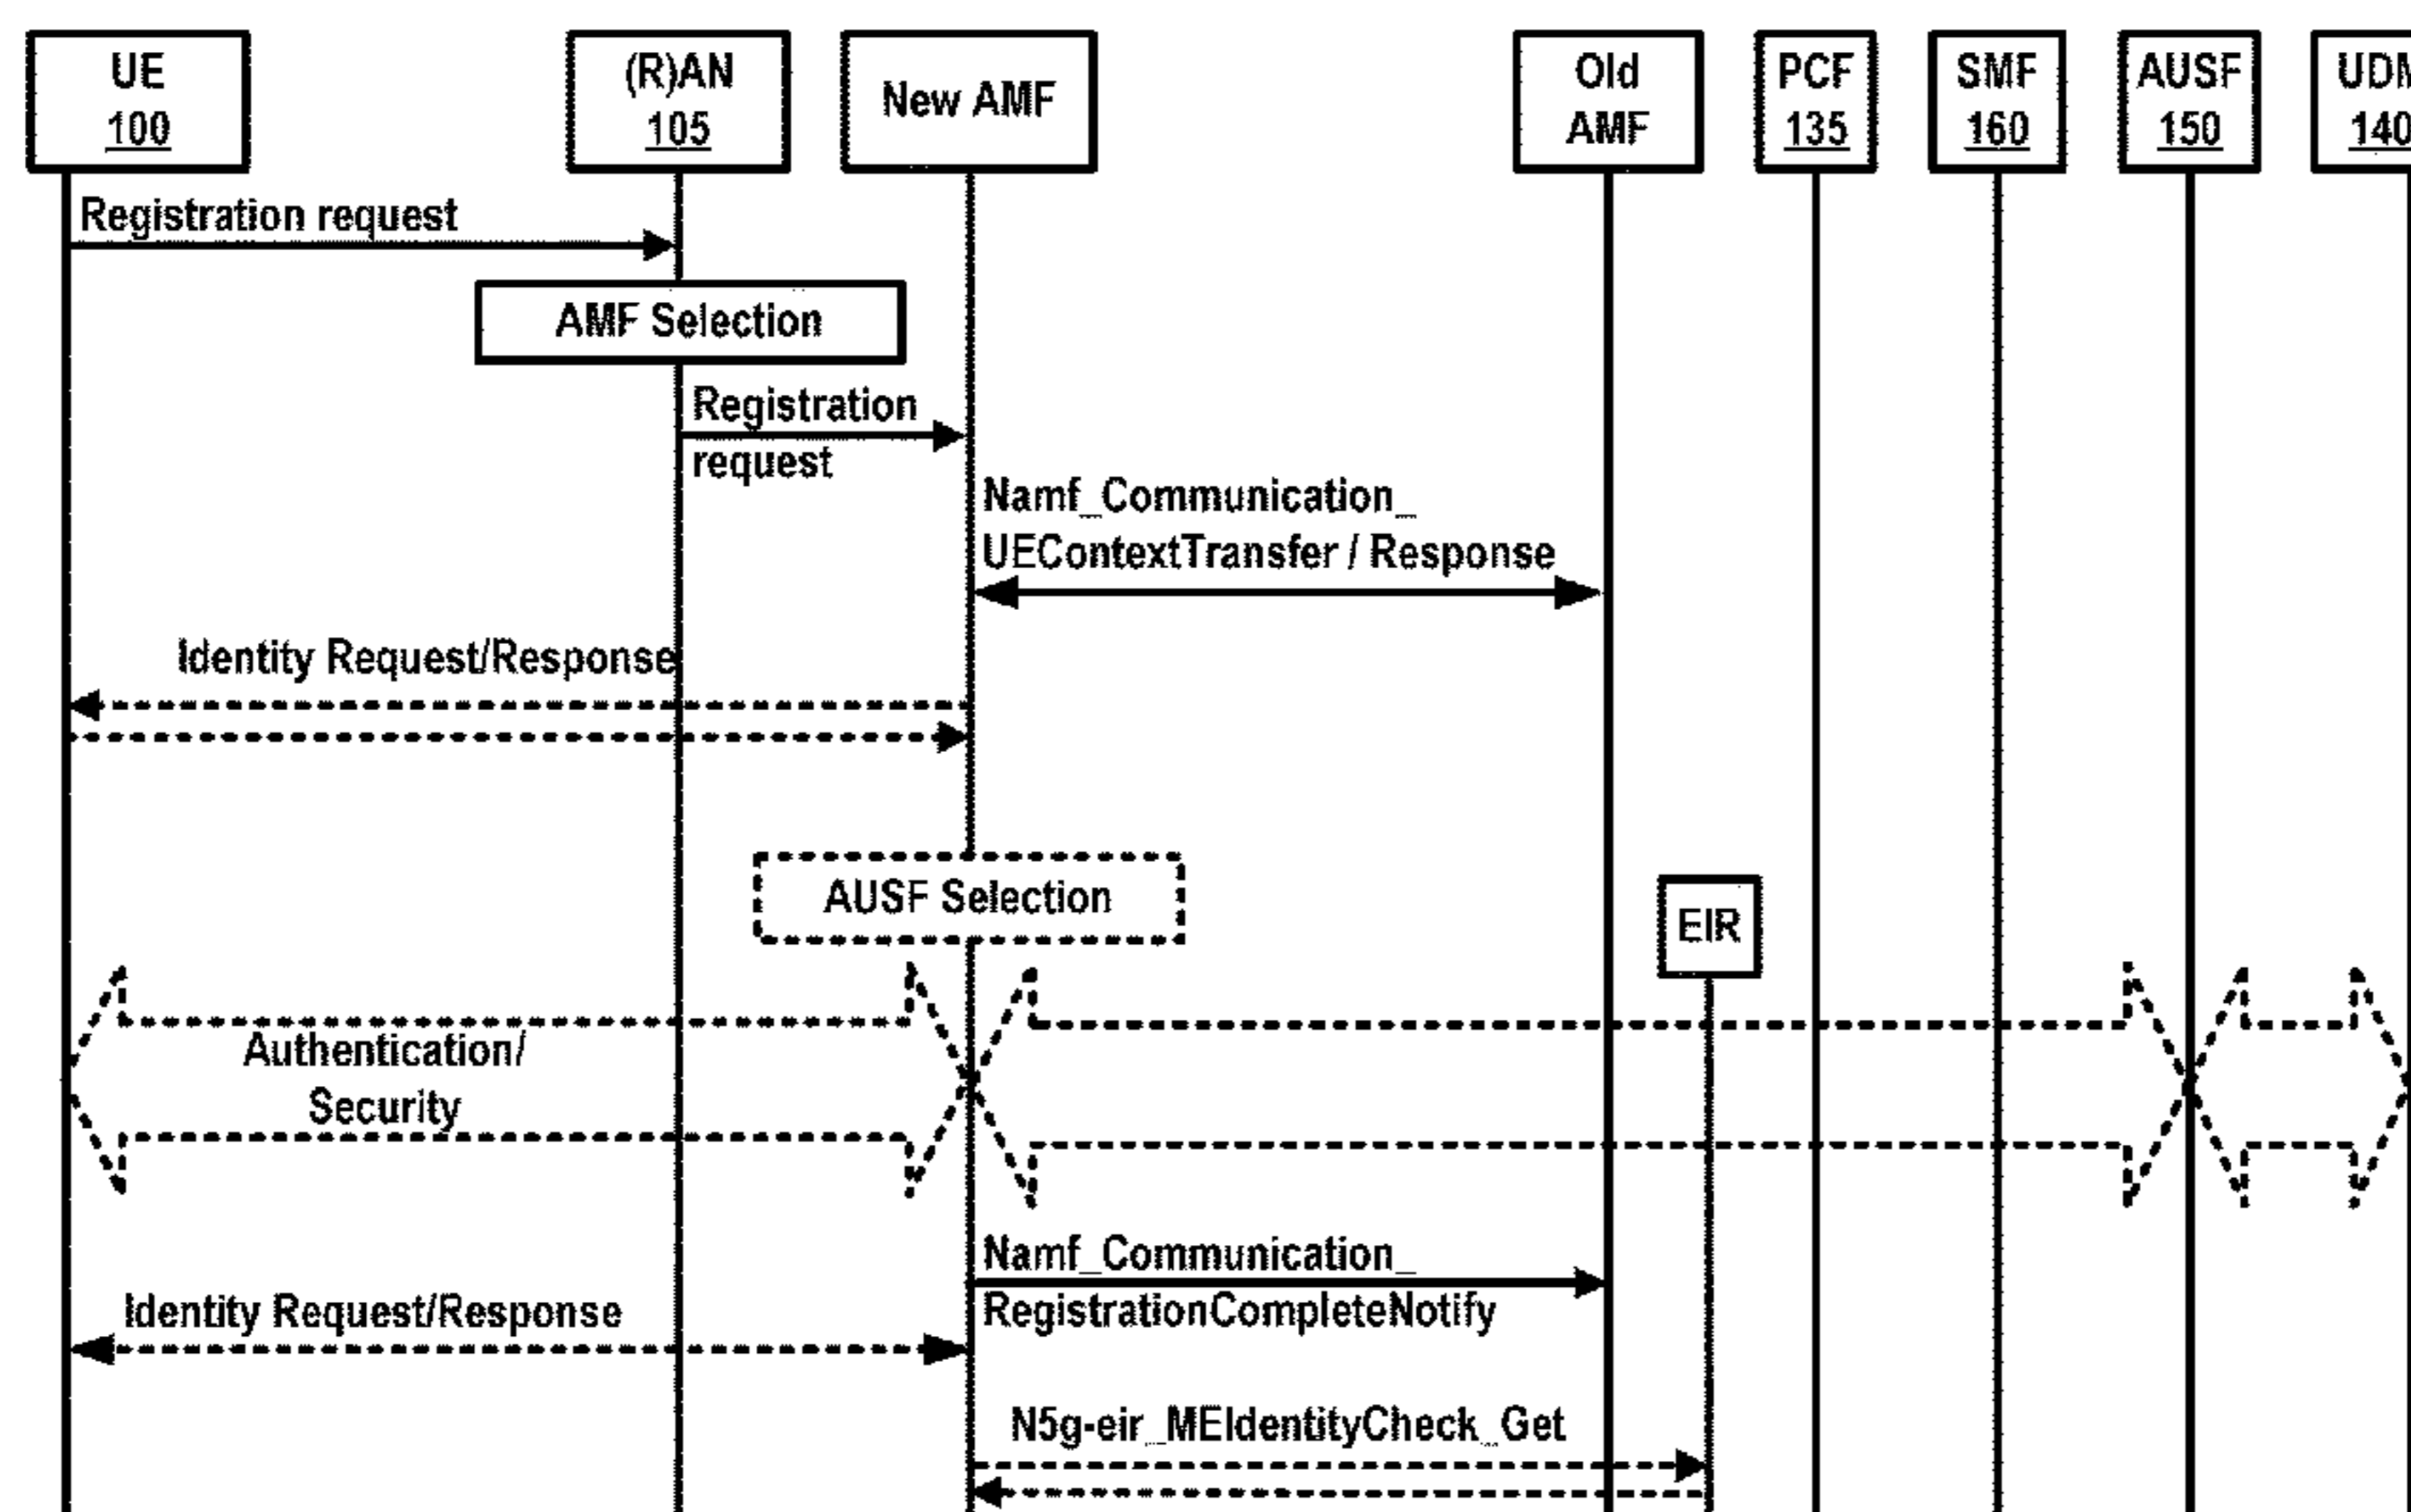 UE
100
(R)AN
105
New AMF
Old
AMF
PCF
135
SMF
160
AUSF
150
UDM
140
Registration request
AMF Selection
Registration
request
Namf_Communication_
UEContextTransfer / Response
Identity Request/Response
AUSF Selection
EIR
Authentication/
Security
Namf_Communication_
RegistrationCompleteNotify
Identity Request/Response
N5g-eir_MEIdentityCheck_Get